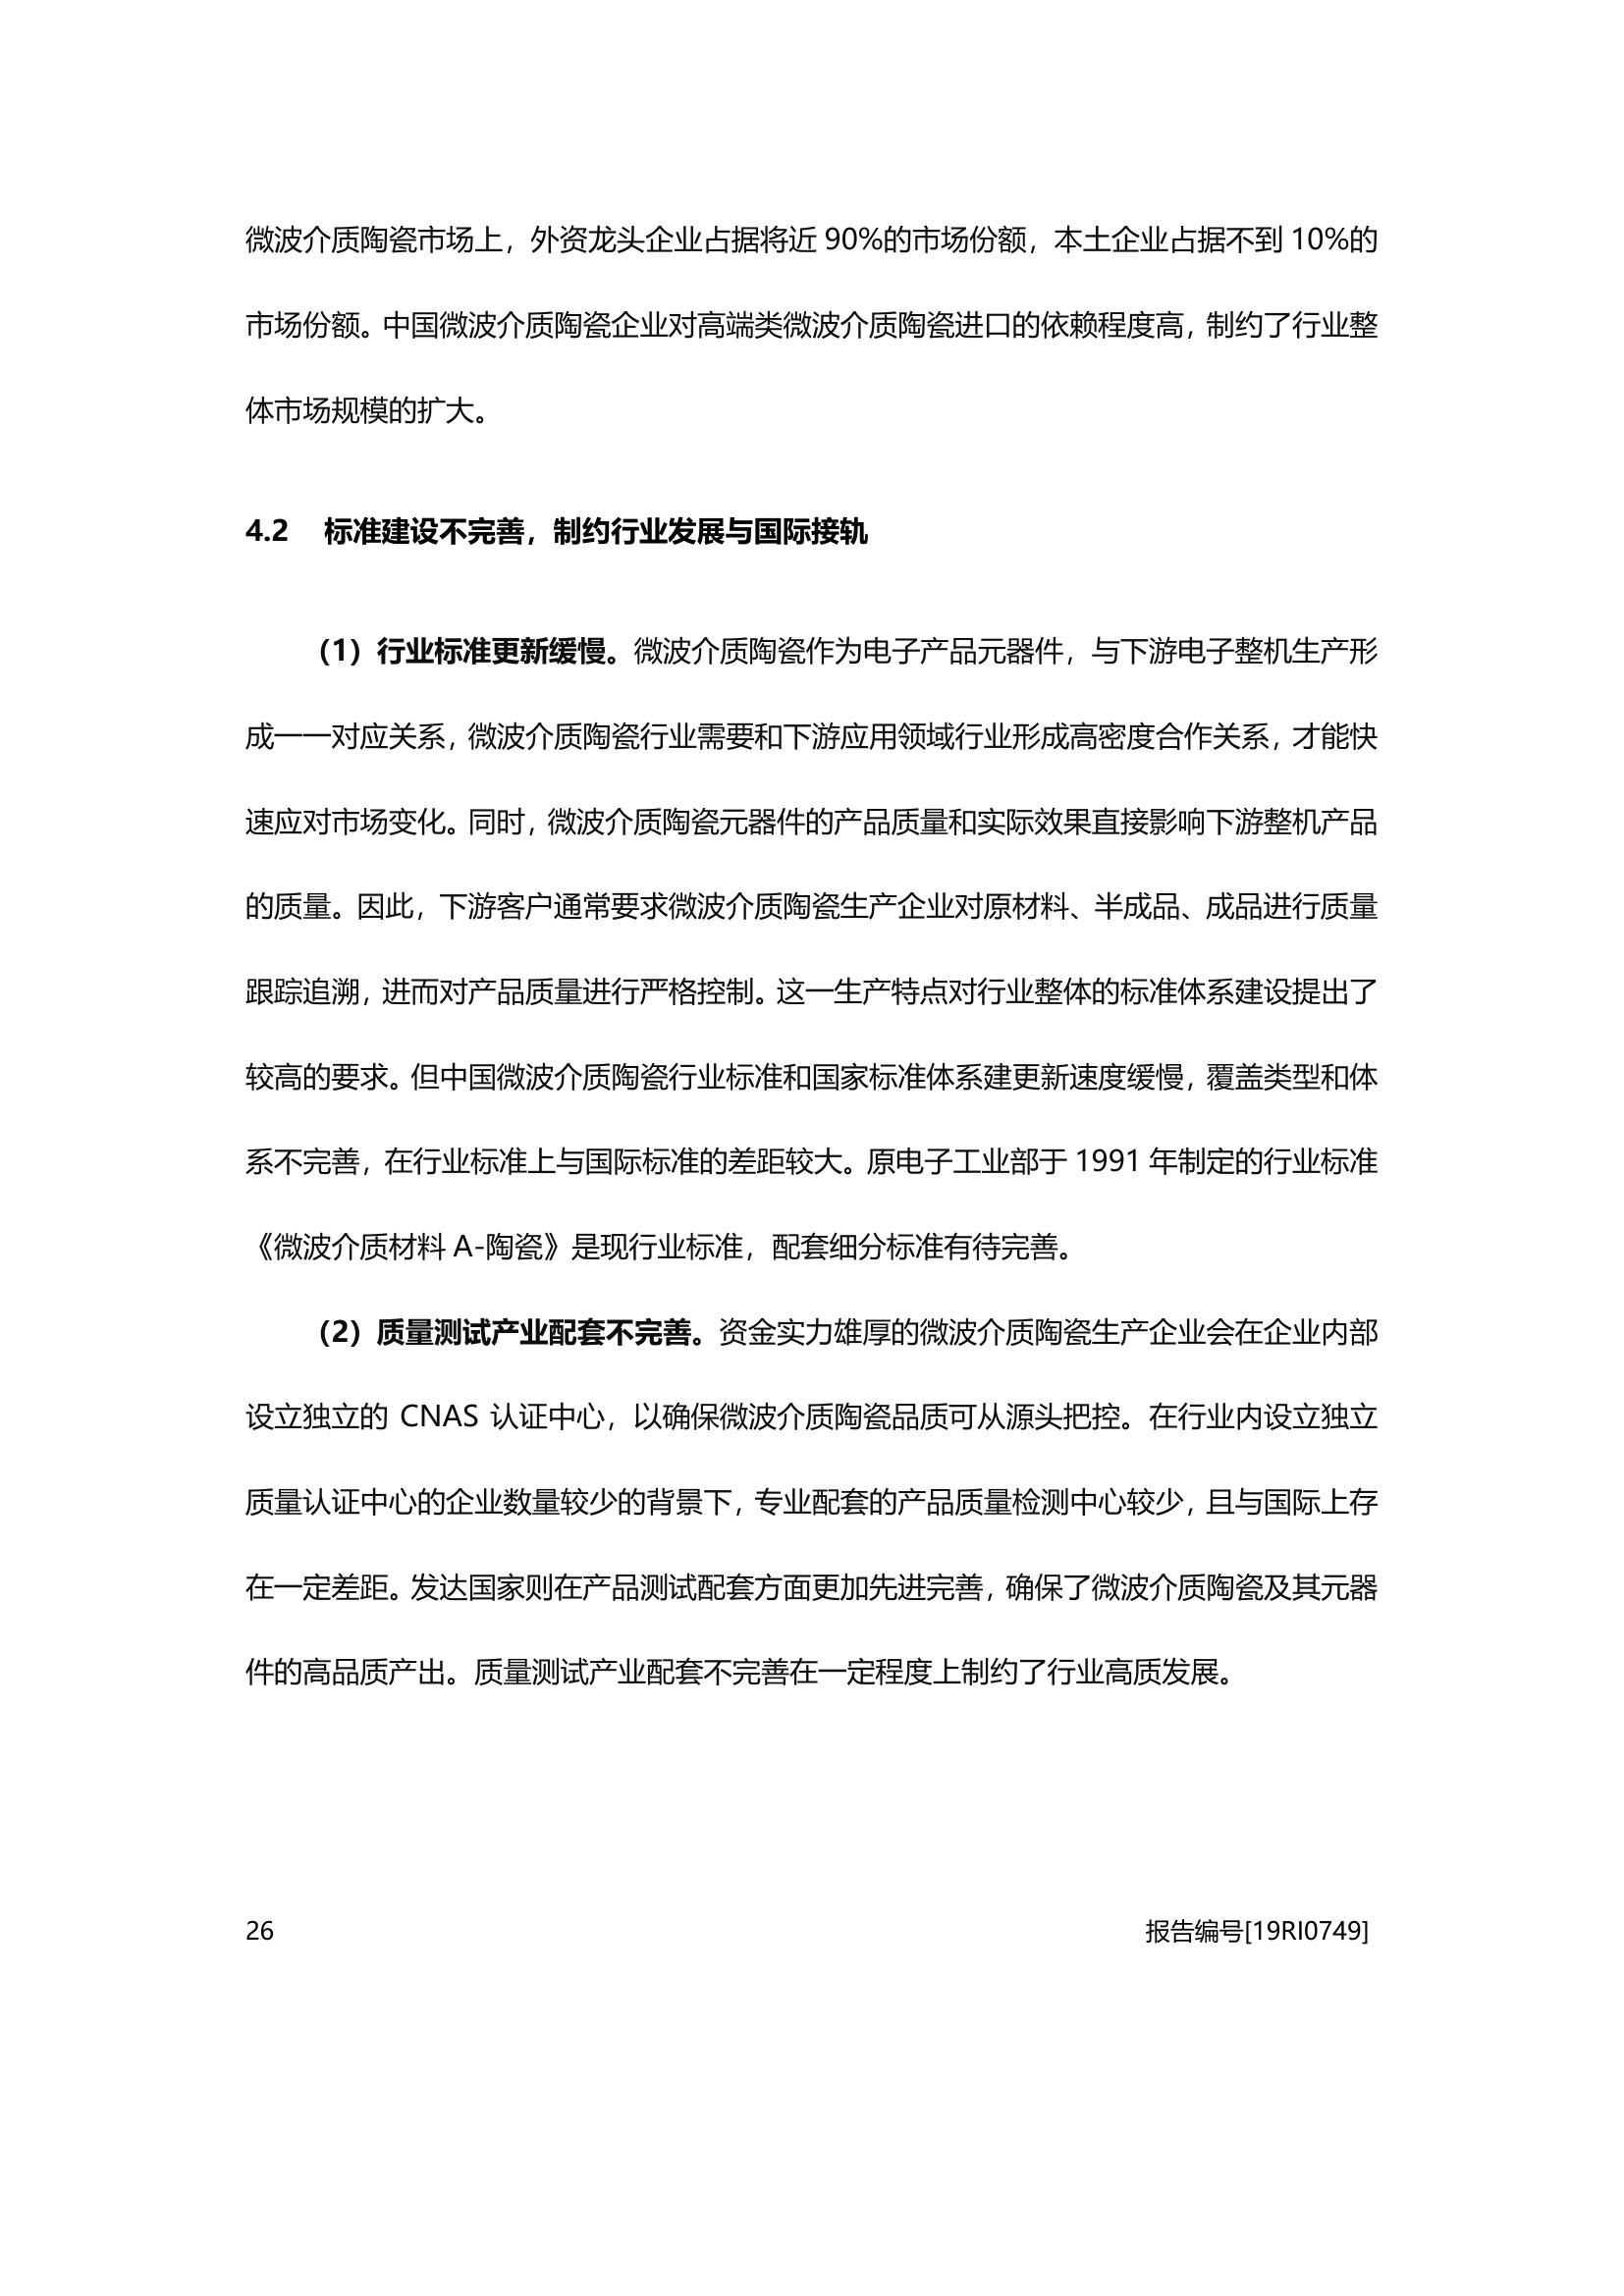 微波介质陶瓷市场上，外资龙头企业占据将近 90%的市场份额，本土企业占据不到 10%的
市场份额。中国微波介质陶瓷企业对高端类微波介质陶瓷进口的依赖程度高，制约了行业整
体市场规模的扩大。
4.2 标准建设不完善，制约行业发展与国际接轨
（1）行业标准更新缓慢。微波介质陶瓷作为电子产品元器件，与下游电子整机生产形
成一一对应关系，微波介质陶瓷行业需要和下游应用领域行业形成高密度合作关系，才能快
速应对市场变化。同时，微波介质陶瓷元器件的产品质量和实际效果直接影响下游整机产品
的质量。因此，下游客户通常要求微波介质陶瓷生产企业对原材料、半成品、成品进行质量
跟踪追溯，进而对产品质量进行严格控制。这一生产特点对行业整体的标准体系建设提出了
较高的要求。但中国微波介质陶瓷行业标准和国家标准体系建更新速度缓慢，覆盖类型和体
系不完善，在行业标准上与国际标准的差距较大。原电子工业部于 1991 年制定的行业标准
《微波介质材料 A-陶瓷》是现行业标准，配套细分标准有待完善。
（2）质量测试产业配套不完善。资金实力雄厚的微波介质陶瓷生产企业会在企业内部
设立独立的 CNAS 认证中心，以确保微波介质陶瓷品质可从源头把控。在行业内设立独立
质量认证中心的企业数量较少的背景下，专业配套的产品质量检测中心较少，且与国际上存
在一定差距。发达国家则在产品测试配套方面更加先进完善，确保了微波介质陶瓷及其元器
件的高品质产出。质量测试产业配套不完善在一定程度上制约了行业高质发展。
26 报告编号[19RI0749]